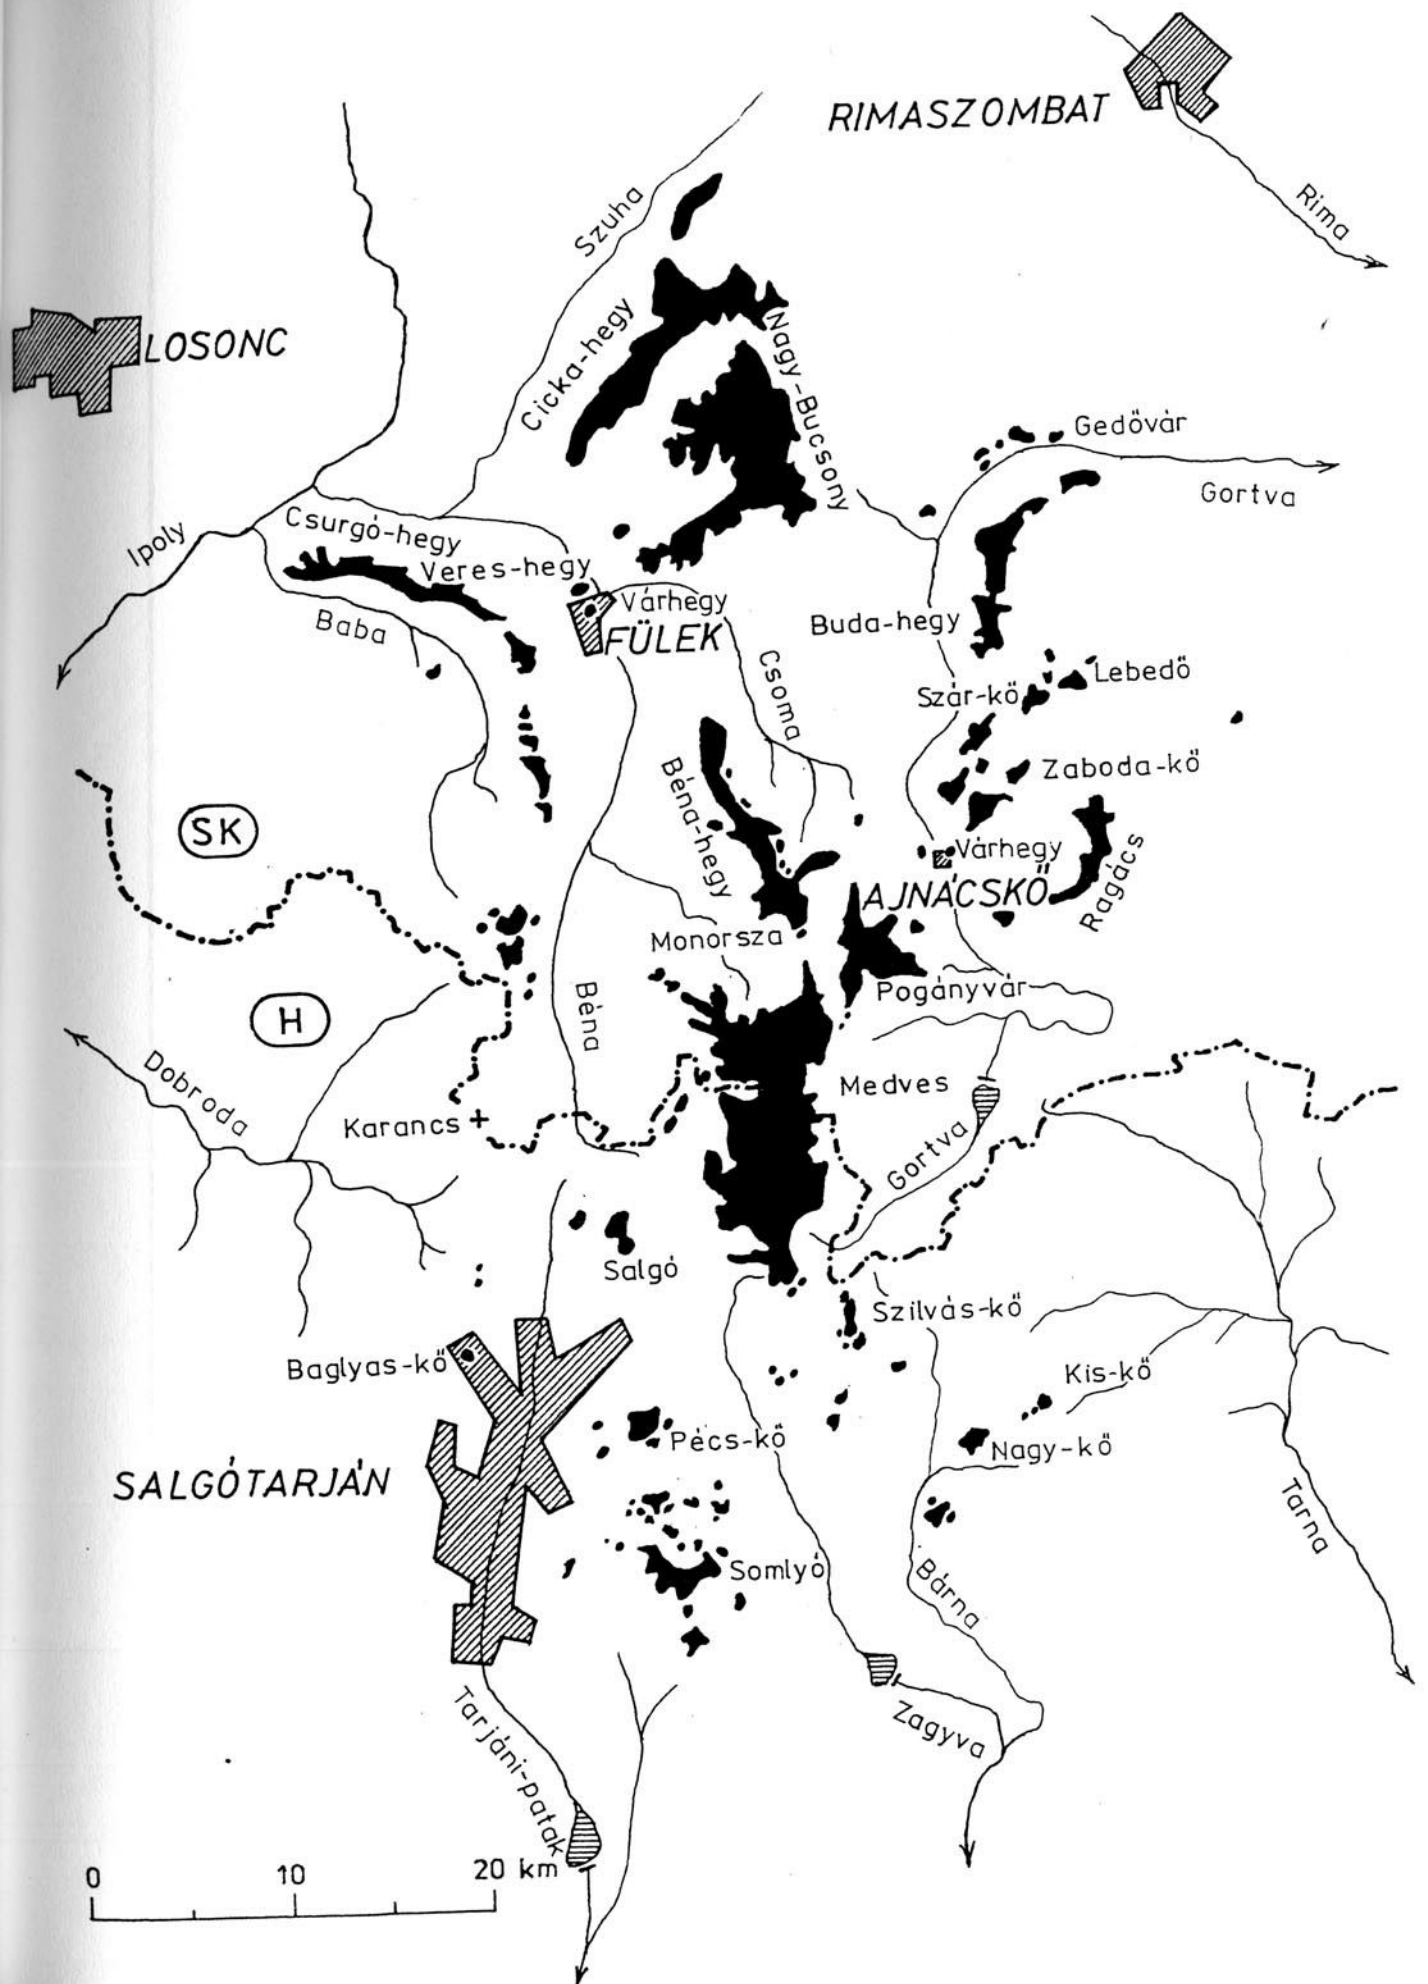 RIMASZOMBAT
Rima
Szuha
LOSONC
Cicka-hegy
Nagy-Bucsony
Gedővár
Gortva
Ipoly
Csurgó-hegy
Veres-hegy
Várhegy
FÜLEK
Baba
Buda-hegy
Csoma
Lebedő
Szár-kő
Béna-hegy
Zaboda-kő
SK
Várhegy
AJNÁCSKŐ
Ragács
Monorsza
Pogányvár
H
Béna
Dobroda
Medves
Karancs
Gortva
Salgó
Szilvás-kő
Baglyas-kő
Kis-kő
Pécs-kő
Nagy-kő
SALGÓTARJÁN
Tarna
Somlyó
Bárna
Tarjáni-patak
Zagyva
0 10 20 km